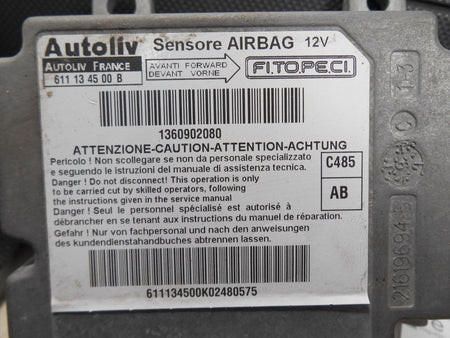 Autoliv Sensore AIRBAG 12V
AUTOLIV FRANCE
611 13 45 00 B
AVANTI FORWARD
DEVANT VORNE
F.I.TO.PE.C.I.
1360902080
ATTENZIONE-CAUTION-ATTENTION-ACHTUNG
Pericolo ! Non scollegare se non da personale specializzato
e seguendo le istruzioni del manuale di assistenza tecnica.
Danger ! Do not disconnect! This operation is only
to be carried cut by skilled operators, following
the instructions given in the service manual
Danger ! Seul le personnel spécialisé est autorisé à
débrancher en se tenant aux instructions du manuel de réparation.
Gefahr ! Nur von fachpersonal und nach den anweisungen
des kundendienstahandbuches abtrennen lassen.
C485
AB
611134500K02480575